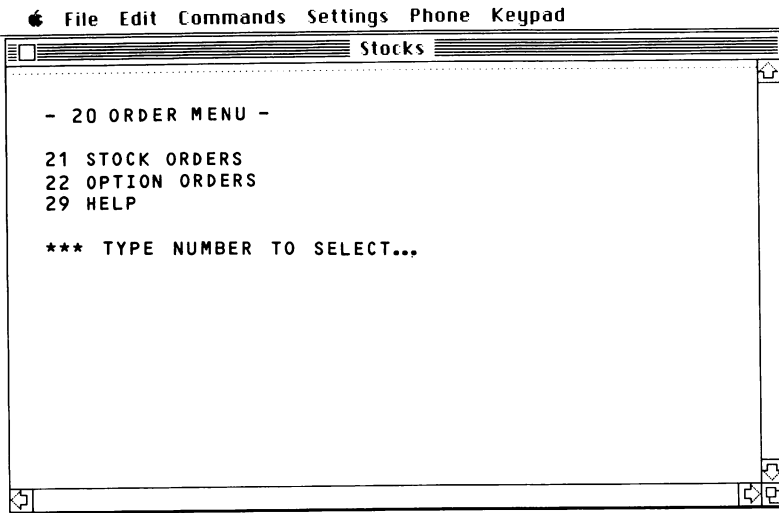 File Edit Commands Settings Phone Keypad
Stocks
- 20 ORDER MENU -
21 STOCK ORDERS
22 OPTION ORDERS
29 HELP
*** TYPE NUMBER TO SELECT...